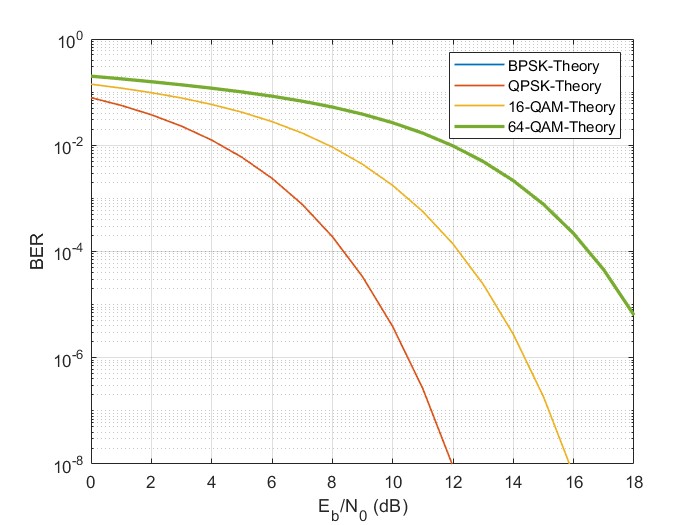 10^0
10^-2
10^-4
10^-6
10^-8
BER
BPSK-Theory
QPSK-Theory
16-QAM-Theory
64-QAM-Theory
0 2 4 6 8 10 12 14 16 18
E_b/N_0 (dB)